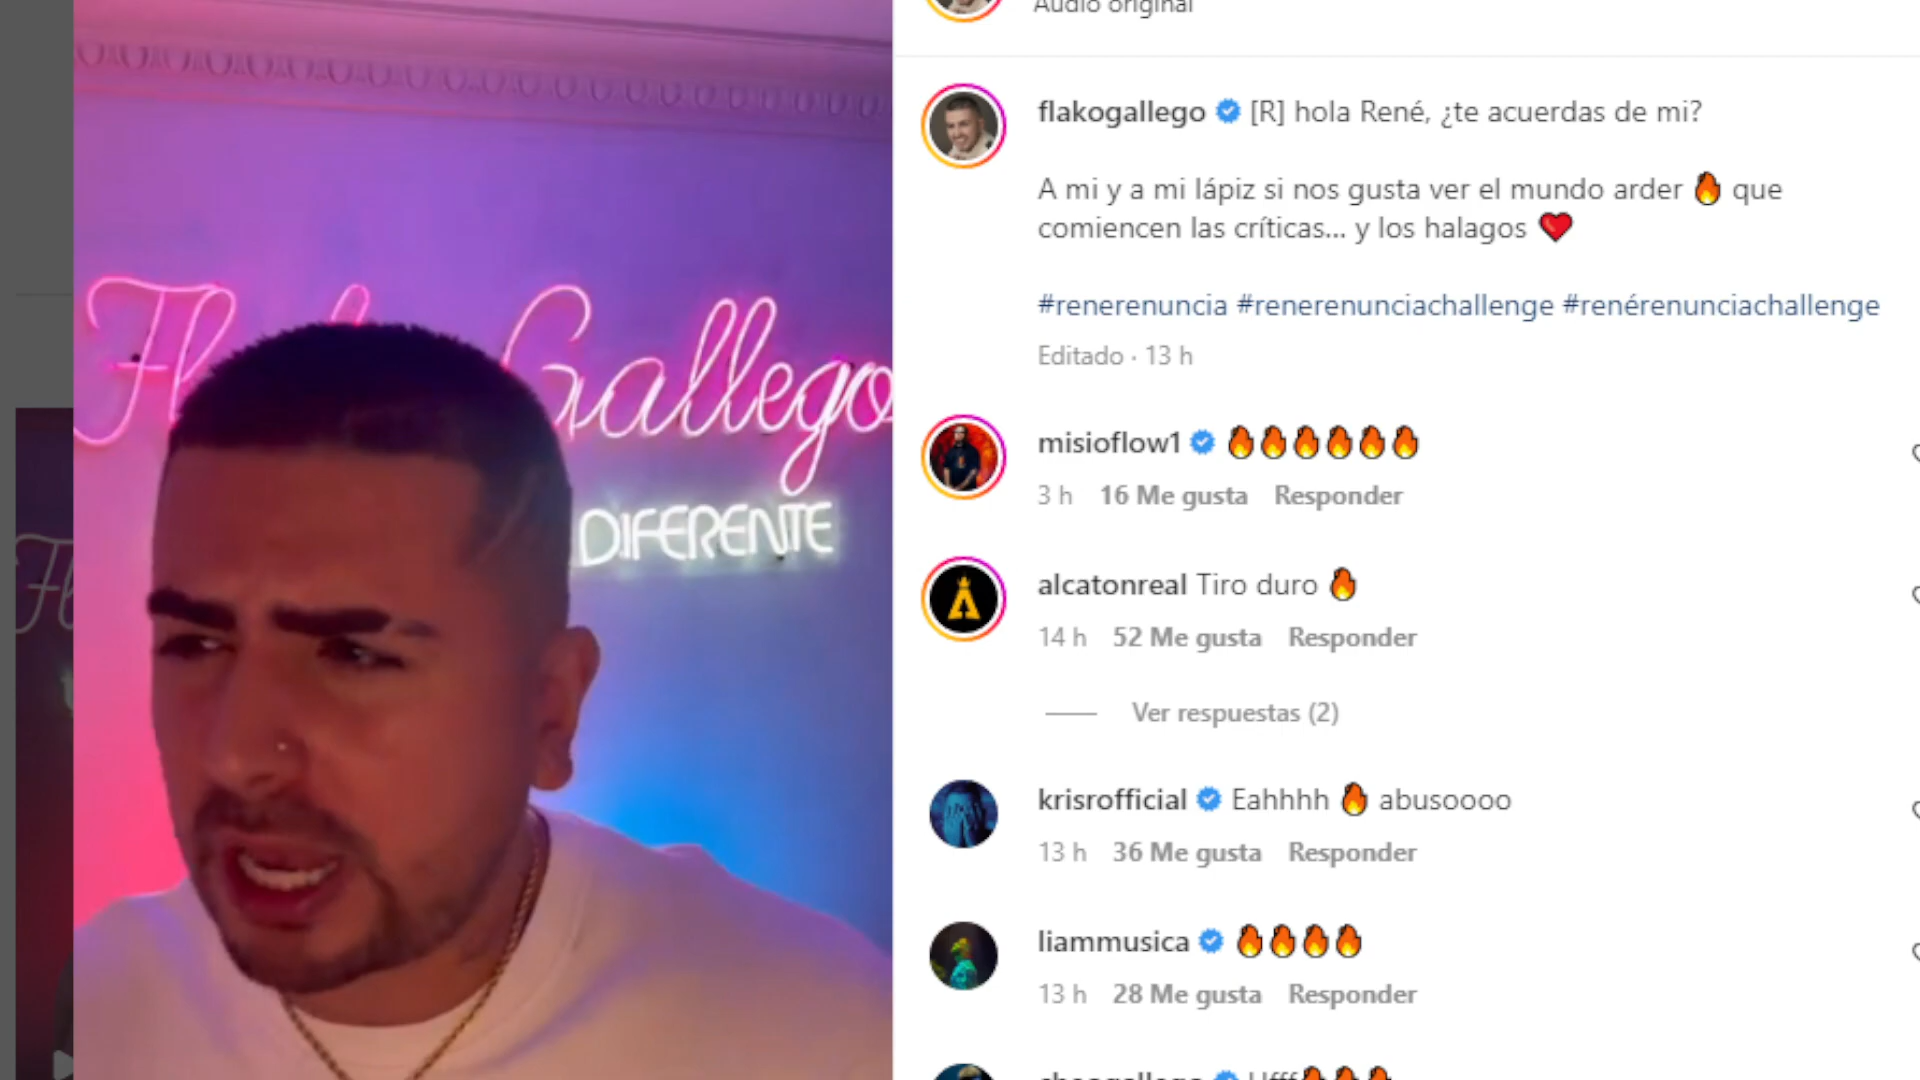 Audio original
flakogallego [R] hola René, ¿te acuerdas de mi?
A mi y a mi lápiz si nos gusta ver el mundo arder 🔥 que
comiencen las críticas... y los halagos ❤️
#renerenuncia #renerenunciachallenge #renérenunciachallenge
Editado · 13 h
misioflow1 🔥🔥🔥🔥🔥🔥
3 h 16 Me gusta Responder
alcatonreal Tiro duro 🔥
14 h 52 Me gusta Responder
Ver respuestas (2)
krisrofficial Eahhhh 🔥 abusoooo
13 h 36 Me gusta Responder
liammusica 🔥🔥🔥🔥
13 h 28 Me gusta Responder
Gallego
DIFERENTE